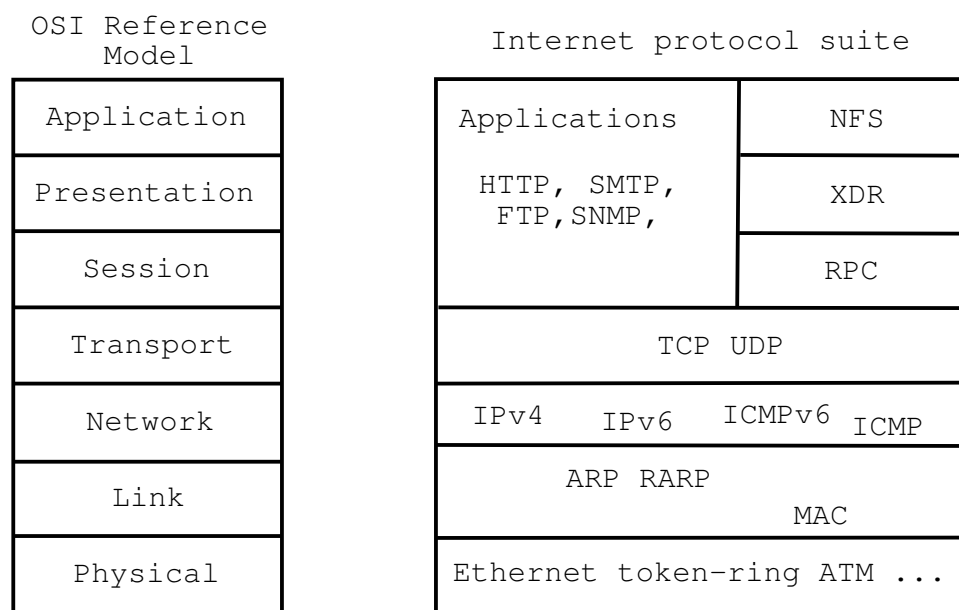 OSI Reference
Model
Application
Presentation
Session
Transport
Network
Link
Physical
Internet protocol suite
Applications
HTTP, SMTP,
FTP,SNMP,
NFS
XDR
RPC
TCP UDP
IPv4 IPv6 ICMPv6 ICMP
ARP RARP
MAC
Ethernet token-ring ATM ...